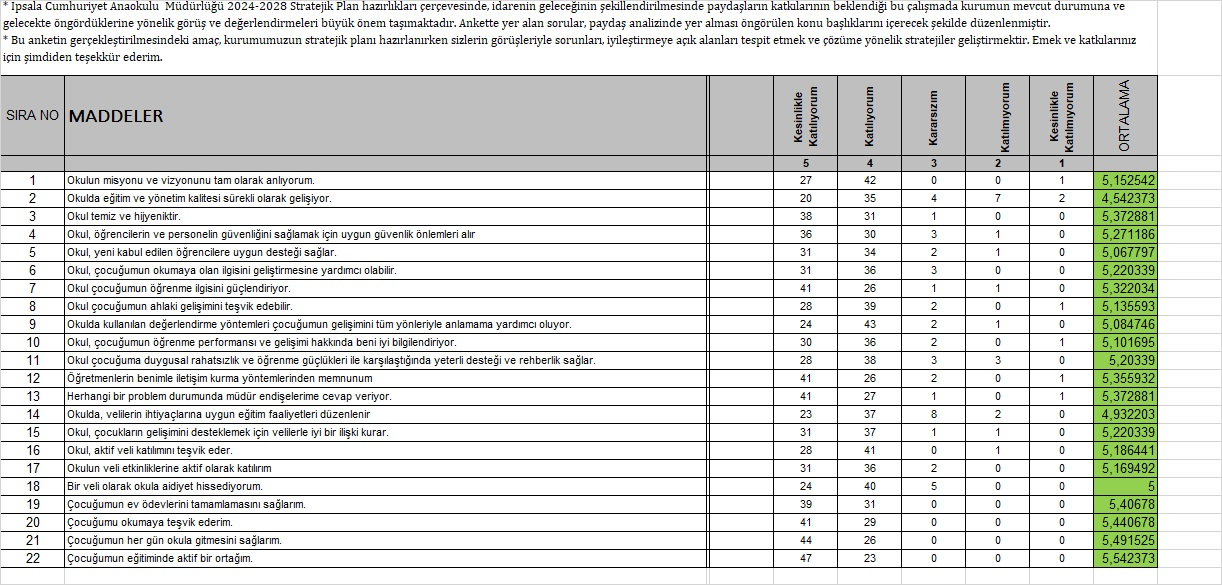 * İpsala Cumhuriyet Anaokulu Müdürlüğü 2024-2028 Stratejik Plan hazırlıkları çerçevesinde, idarenin geleceğinin şekillendirilmesinde paydaşların katkılarının beklendiği bu çalışmada kurumun mevcut durumuna ve
gelecekte gördüklerine yönelik görüş ve değerlendirmeleri büyük önem taşımaktadır. Ankette yer alan sorular, paydaş analizinde yer alması öngörülen konu başlıklarını içerecek şekilde düzenlenmiştir.
* Bu anketin gerçekleştirilmesindeki amaç, kurumumuzun stratejik planı hazırlanırken sizlerin görüşleriyle sorunları, iyileştirmeye açık alanları tespit etmek ve çözüme yönelik stratejiler geliştirmektir. Emek ve katkılarınız
için şimdiden teşekkür ederim.
SIRA NO MADDELER Kesinlikle Katılıyorum Katılıyorum Kararsızım Katılmıyorum Kesinlikle Katılmıyorum ORTALAMA
5 4 3 2 1
1 Okulun misyonu ve vizyonunu tam olarak anlıyorum. 27 42 0 0 1 5,152542
2 Okulda eğitim ve yönetim kalitesi sürekli olarak gelişiyor. 20 35 4 7 2 4,542373
3 Okul temiz ve hijyeniktir. 38 31 1 0 0 5,372881
4 Okul, öğrencilerin ve personelin güvenliğini sağlamak için uygun güvenlik önlemleri alır 36 30 3 1 0 5,271186
5 Okul, yeni kabul edilen öğrencilere uygun desteği sağlar. 31 34 2 1 0 5,067797
6 Okul, çocuğumun okumaya olan ilgisini geliştirmesine yardımcı olabilir. 31 36 3 0 0 5,220339
7 Okul çocuğumun öğrenme ilgisini güçlendiriyor. 41 26 1 1 0 5,322034
8 Okul çocuğumun ahlaki gelişimini teşvik edebilir. 28 39 2 0 1 5,135593
9 Okulda kullanılan değerlendirme yöntemleri çocuğumun gelişimini tüm yönleriyle anlamama yardımcı oluyor. 24 43 2 1 0 5,084746
10 Okul, çocuğumun öğrenme performansı ve gelişimi hakkında beni iyi bilgilendiriyor. 30 36 2 0 1 5,101695
11 Okul çocuğuma duygusal rahatsızlık ve öğrenme güçlükleri ile karşılaştığında yeterli desteği ve rehberlik sağlar. 28 38 3 3 0 5,20339
12 Öğretmenlerin benimle iletişim kurma yöntemlerinden memnunum 41 26 2 0 1 5,355932
13 Herhangi bir problem durumunda müdür endişelerime cevap veriyor. 41 27 1 0 1 5,372881
14 Okulda, velilerin ihtiyaçlarına uygun eğitim faaliyetleri düzenlenir 23 37 8 2 0 4,932203
15 Okul, çocukların gelişimini desteklemek için velilerle iyi bir ilişki kurar. 31 37 1 1 0 5,220339
16 Okul, aktif veli katılımını teşvik eder. 28 41 0 1 0 5,186441
17 Okulun veli etkinliklerine aktif olarak katılırım 31 36 2 0 0 5,169492
18 Bir veli olarak okula aidiyet hissediyorum. 24 40 5 0 0 5
19 Çocuğumun ev ödevlerini tamamlamasını sağlarım. 39 31 0 0 0 5,40678
20 Çocuğumu okumaya teşvik ederim. 41 29 0 0 0 5,440678
21 Çocuğumun her gün okula gitmesini sağlarım. 44 26 0 0 0 5,491525
22 Çocuğumun eğitiminde aktif bir ortağım. 47 23 0 0 0 5,542373